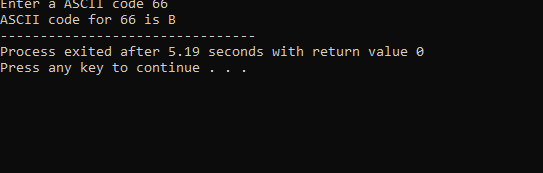 Enter a ASCII code 66
ASCII code for 66 is B
--------------------------------
Process exited after 5.19 seconds with return value 0
Press any key to continue . . .